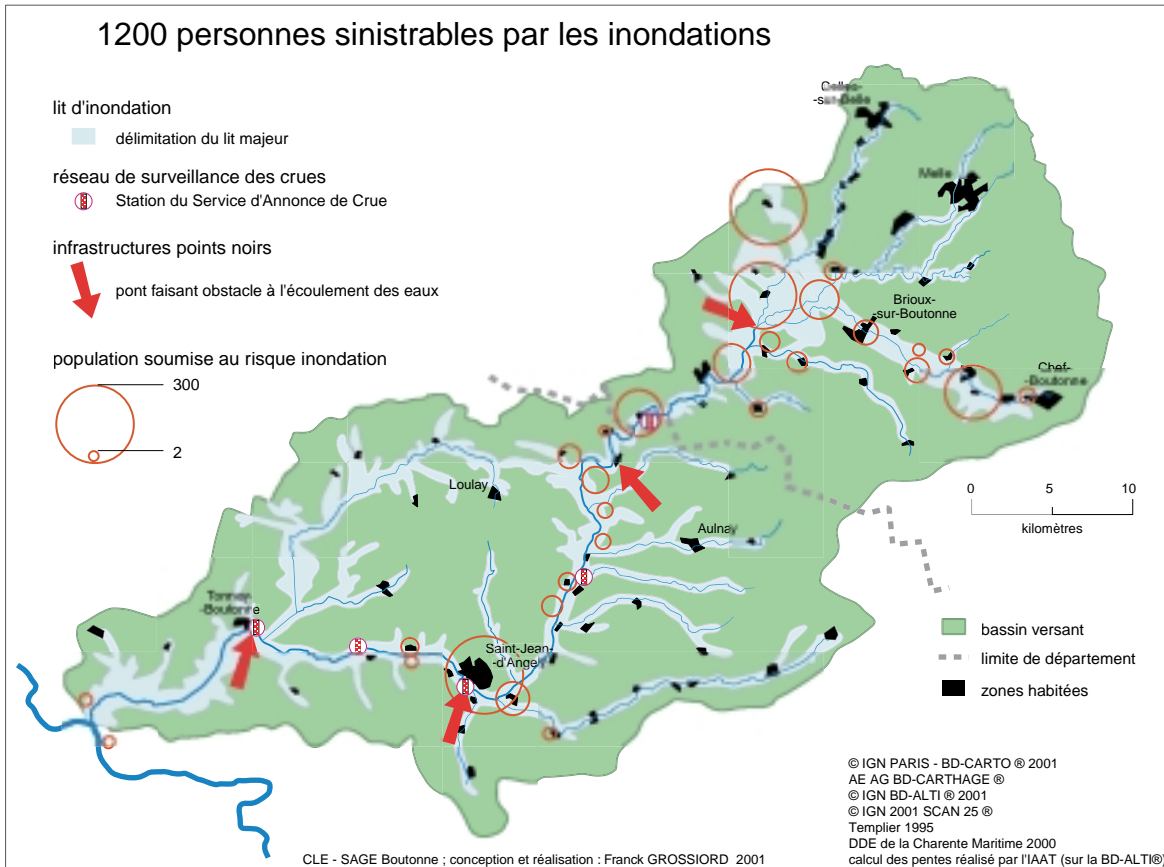 1200 personnes sinistrables par les inondations
lit d'inondation
délimitation du lit majeur
réseau de surveillance des crues
Station du Service d'Annonce de Crue
infrastructures points noirs
pont faisant obstacle à l'écoulement des eaux
population soumise au risque inondation
300
2
Celles-
-sur-Belle
Melle
Brioux-
-sur-Boutonne
Chef-
-Boutonne
Loulay
Aulnay
Tonnay-
-Boutonne
Saint-Jean-
-d'Angely
0 5 10
kilomètres
bassin versant
limite de département
zones habitées
© IGN PARIS - BD-CARTO ® 2001
AE AG BD-CARTHAGE ®
© IGN BD-ALTI ® 2001
© IGN 2001 SCAN 25 ®
Templier 1995
DDE de la Charente Maritime 2000
calcul des pentes réalisé par l'IAAT (sur la BD-ALTI®)
CLE - SAGE Boutonne ; conception et réalisation : Franck GROSSIORD 2001